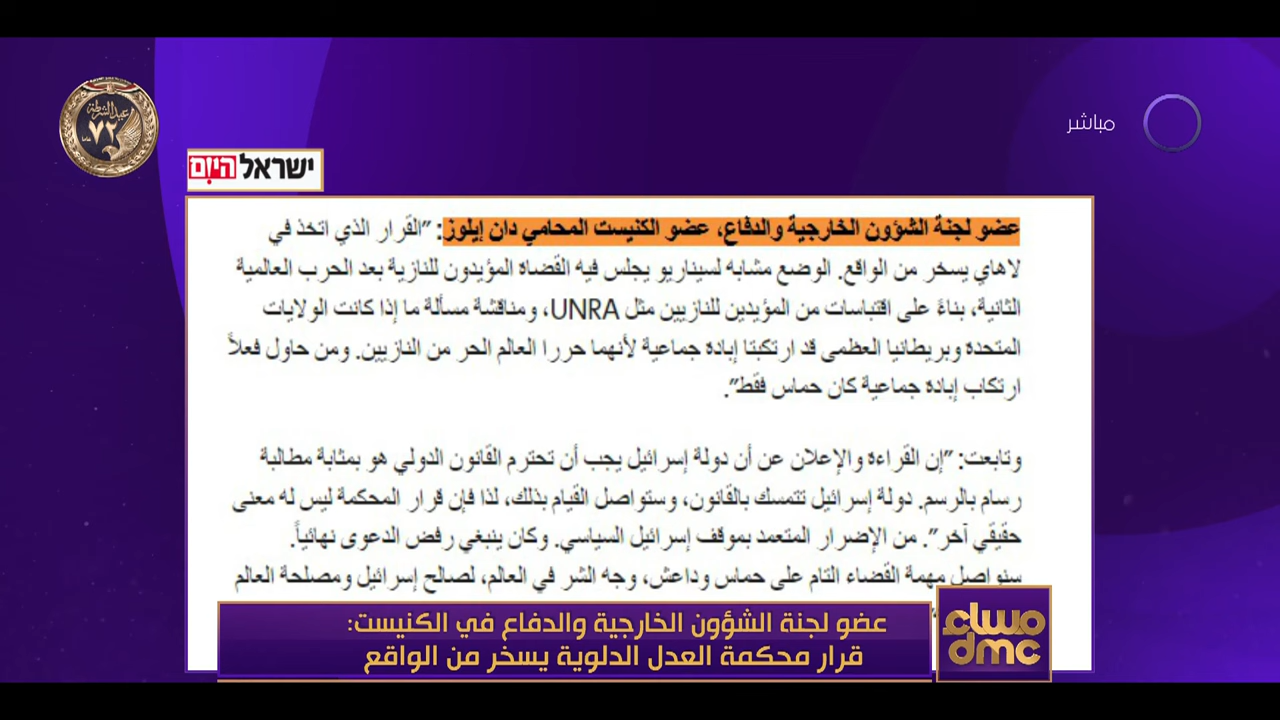 مباشر
عيد الشرطة
٧٢
عاما
ישראל היום
عضو لجنة الشؤون الخارجية والدفاع، عضو الكنيست المحامي دان إيلوز: "القرار الذي اتخذ في
لاهاي يسخر من الواقع. الوضع مشابه لسيناريو يجلس فيه القضاة المؤيدون للنازية بعد الحرب العالمية
الثانية، بناءً على اقتباسات من المؤيدين للنازيين مثل UNRA، ومناقشة مسألة ما إذا كانت الولايات
المتحدة وبريطانيا العظمى قد ارتكبتا إبادة جماعية لأنهما حررا العالم الحر من النازيين. ومن حاول فعلاً
ارتكاب إبادة جماعية كان حماس فقط".
وتابعت: "إن القراءة والإعلان عن أن دولة إسرائيل يجب أن تحترم القانون الدولي هو بمثابة مطالبة
رسام بالرسم. دولة إسرائيل تتمسك بالقانون، وستواصل القيام بذلك، لذا فإن قرار المحكمة ليس له معنى
حقيقي آخر". من الإصرار المتعمد بموقف إسرائيل السياسي. وكان ينبغي رفض الدعوى نهائياً.
سنواصل مهمة القضاء التام على حماس وداعش، وجه الشر في العالم، لصالح إسرائيل ومصلحة العالم
عضو لجنة الشؤون الخارجية والدفاع في الكنيست:
قرار محكمة العدل الدلوية يسخر من الواقع
مساء
dmc